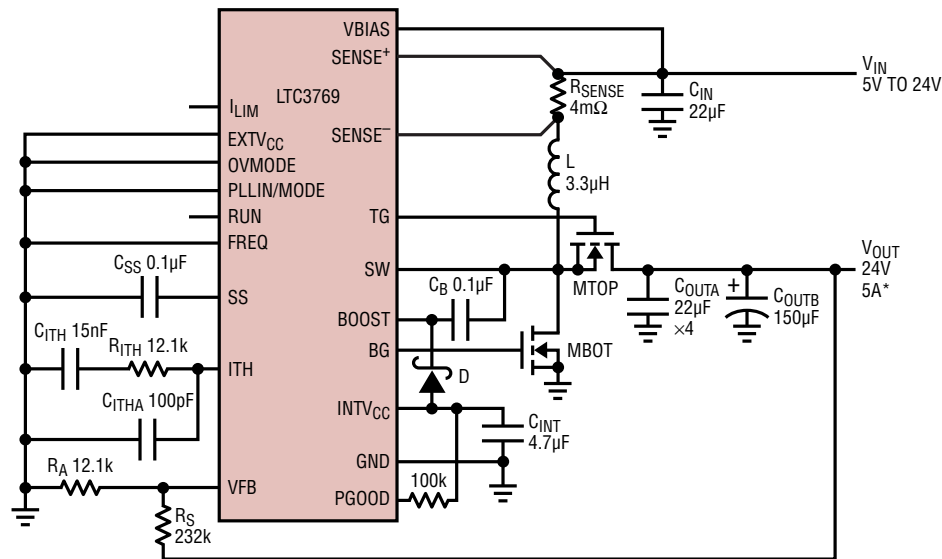 VBIAS
SENSE+
LTC3769
ILIM
EXTVCC
SENSE–
OVMODE
PLLIN/MODE
RUN
TG
FREQ
SW
SS
BOOST
BG
ITH
INTVCC
GND
VFB
PGOOD
RSENSE
4mΩ
CIN
22µF
VIN
5V TO 24V
L
3.3µH
MTOP
VOUT
24V
5A*
COUTA
22µF
×4
+
COUTB
150µF
CB 0.1µF
MBOT
D
CINT
4.7µF
100k
CSS 0.1µF
CITH 15nF
RITH 12.1k
CITHA 100pF
RA 12.1k
RS
232k